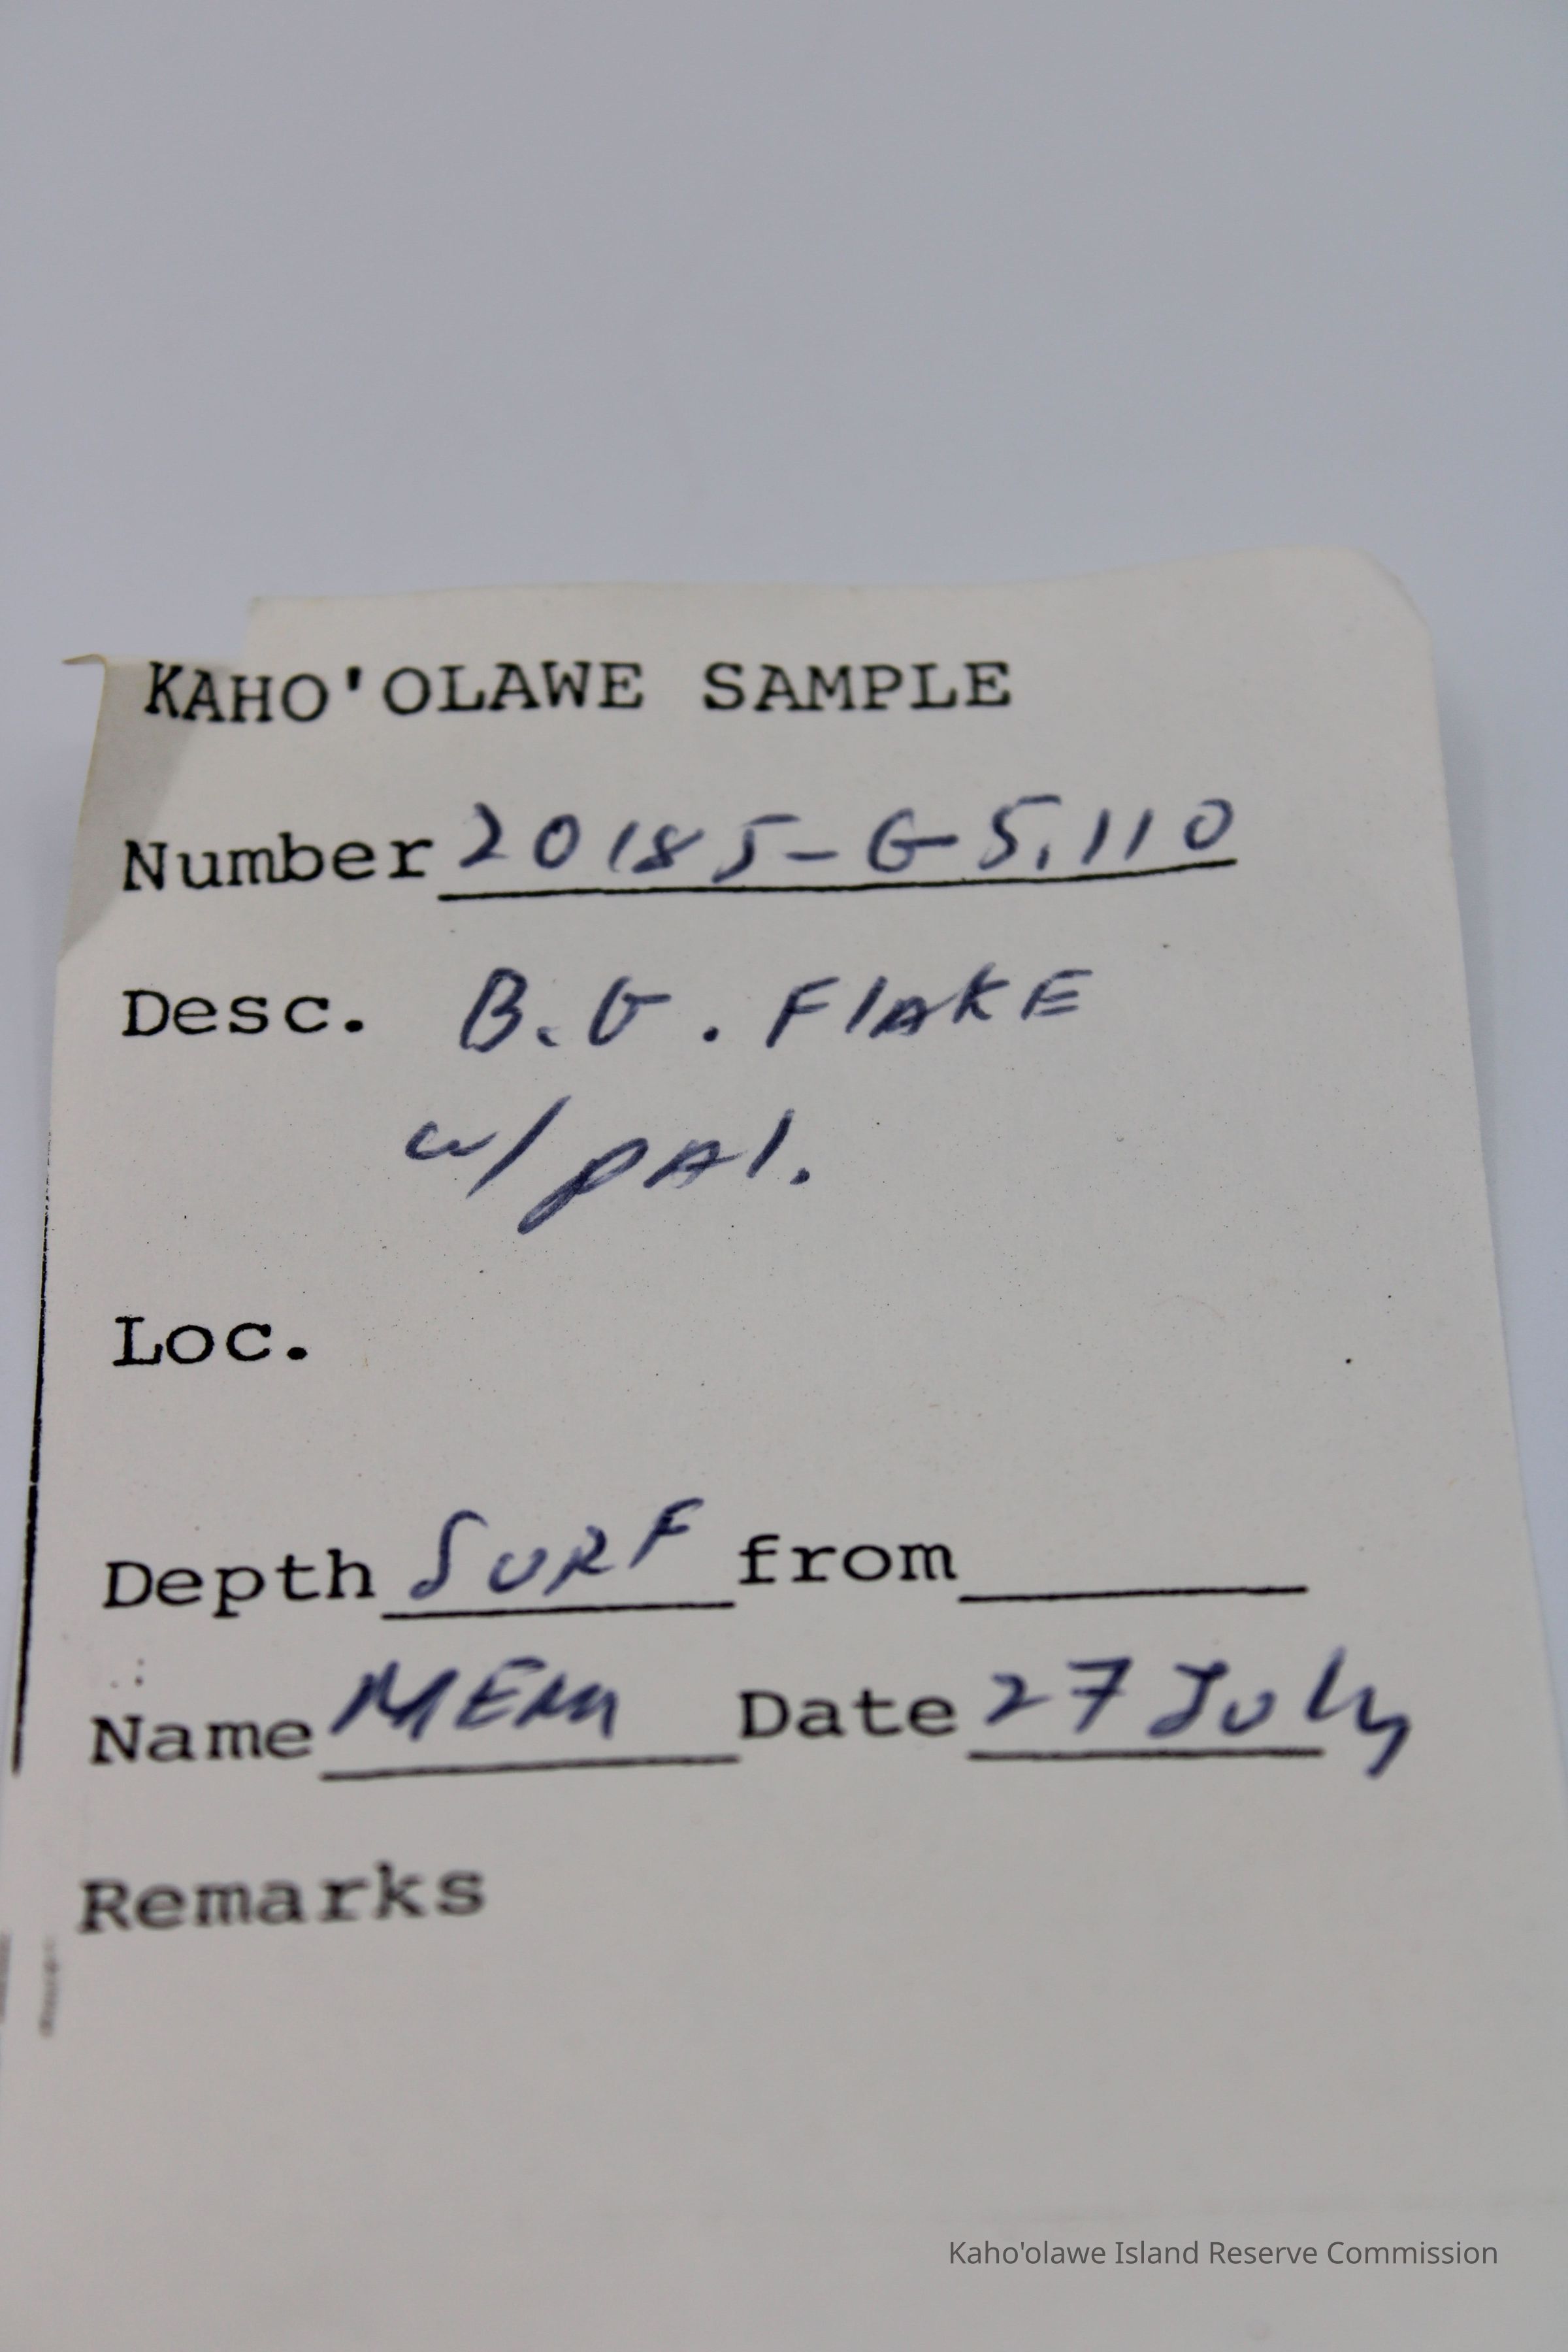 KAHO'OLAWE SAMPLE
Number 20185-G5.110
Desc. B.G. FlAKE
w/ pAl.
Loc.
Depth SURF from
Name MEM Date 27 July
Remarks
Kaho'olawe Island Reserve Commission